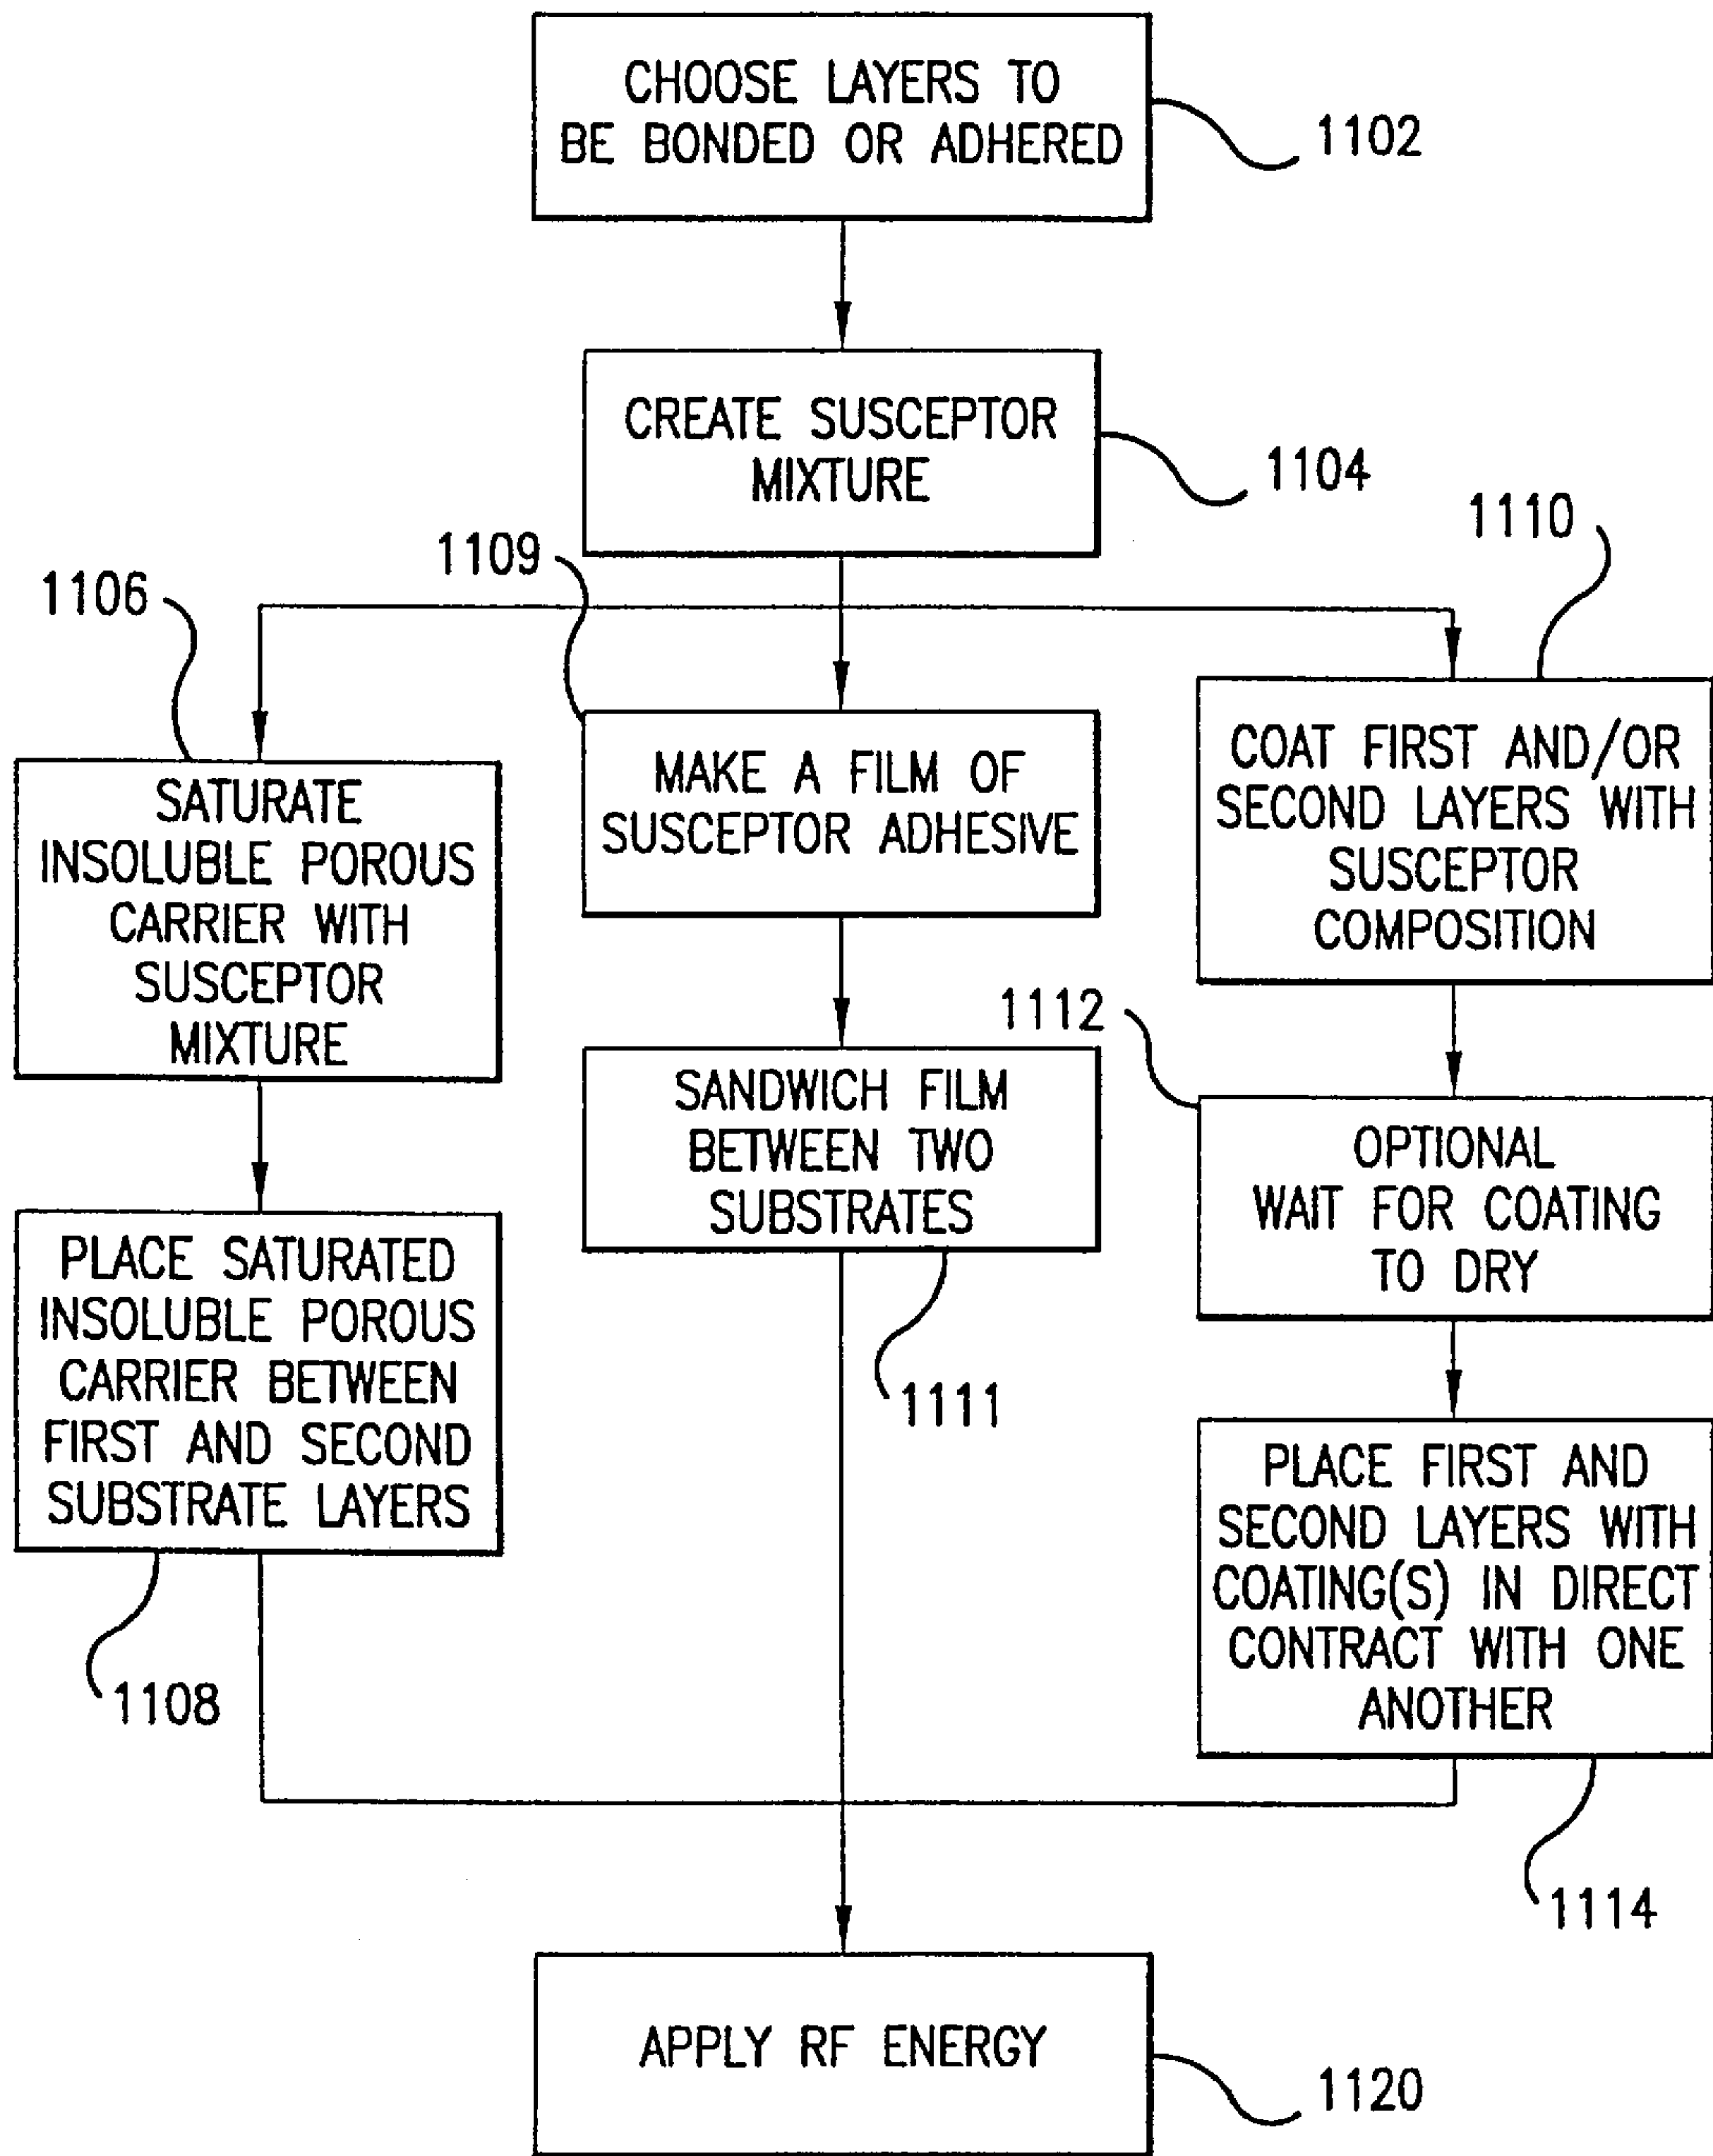 CHOOSE LAYERS TO
BE BONDED OR ADHERED
1102
CREATE SUSCEPTOR
MIXTURE
1104
1106
SATURATE
INSOLUBLE POROUS
CARRIER WITH
SUSCEPTOR
MIXTURE
PLACE SATURATED
INSOLUBLE POROUS
CARRIER BETWEEN
FIRST AND SECOND
SUBSTRATE LAYERS
1108
1109
MAKE A FILM OF
SUSCEPTOR ADHESIVE
SANDWICH FILM
BETWEEN TWO
SUBSTRATES
1111
1110
COAT FIRST AND/OR
SECOND LAYERS WITH
SUSCEPTOR
COMPOSITION
1112
OPTIONAL
WAIT FOR COATING
TO DRY
PLACE FIRST AND
SECOND LAYERS WITH
COATING(S) IN DIRECT
CONTRACT WITH ONE
ANOTHER
1114
APPLY RF ENERGY
1120